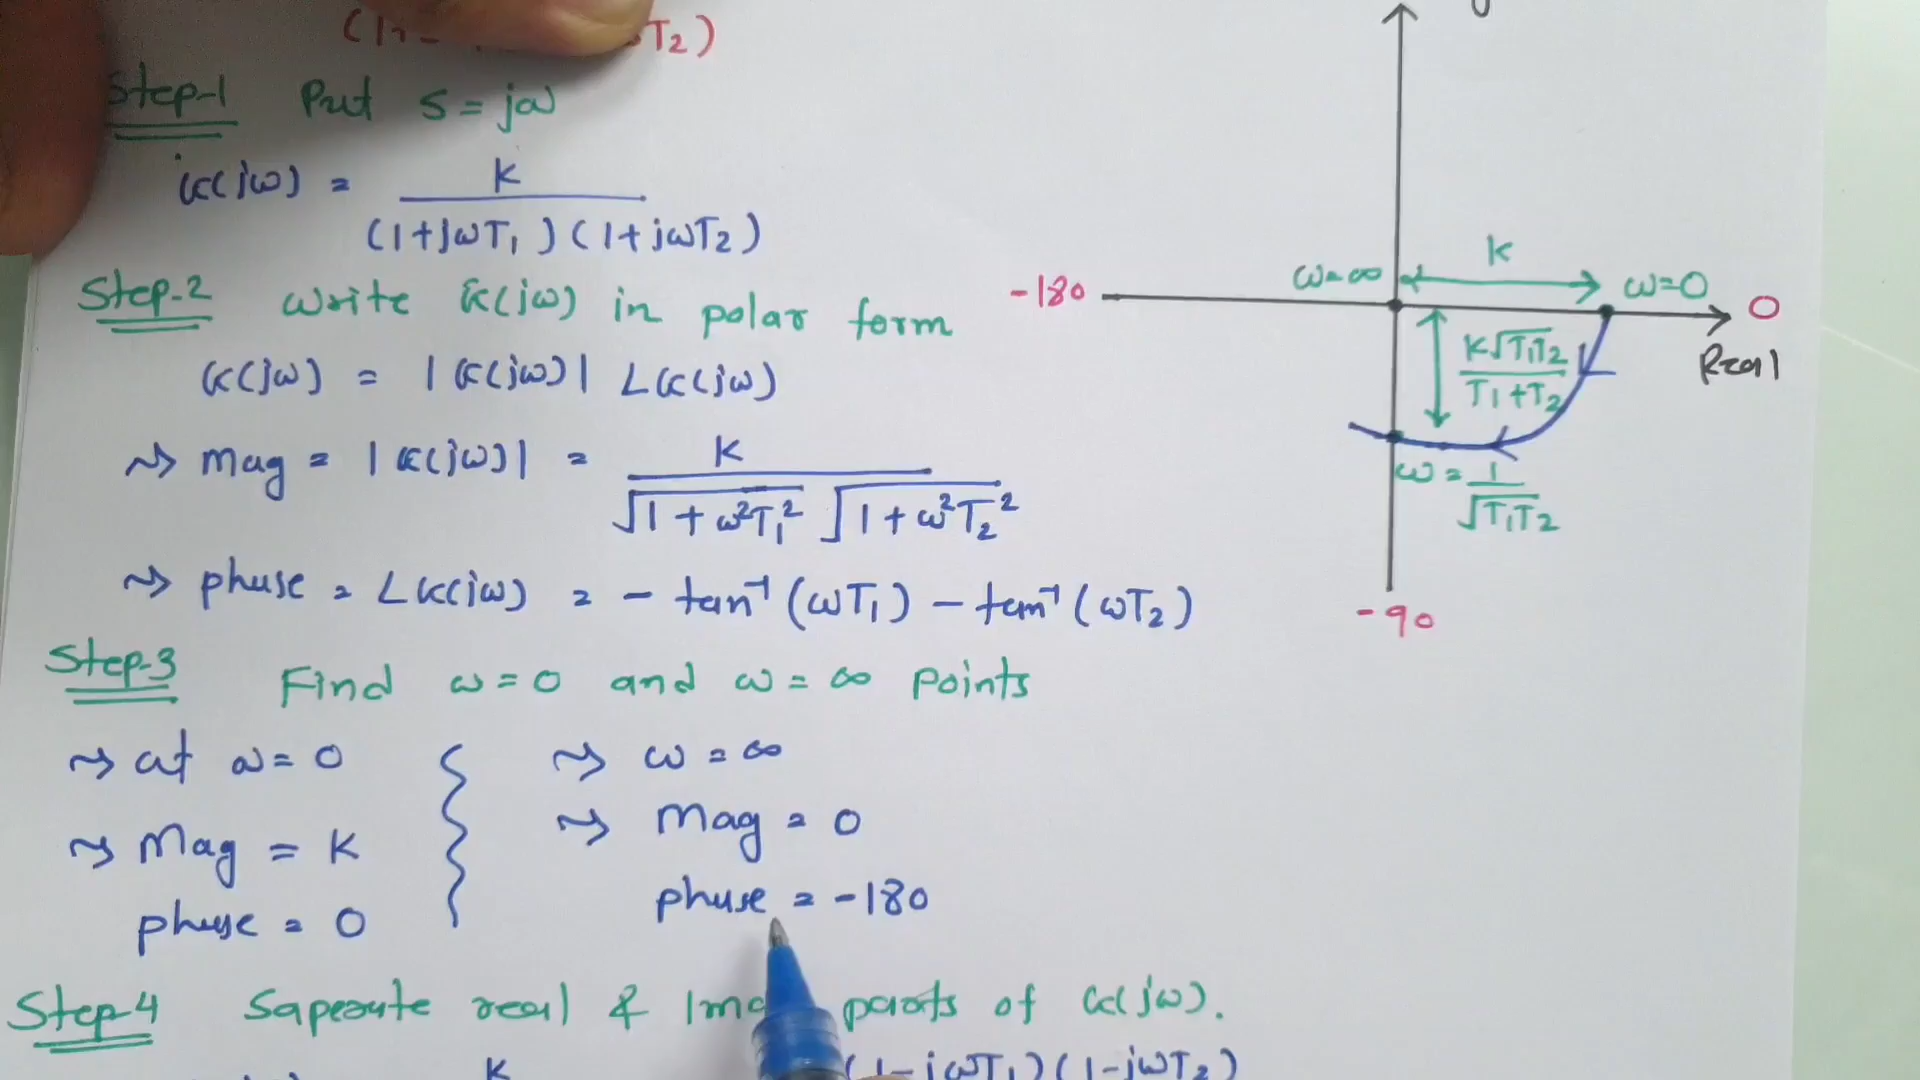 T₂)
Step-1 Put s = jω
G(jω) = K / (1+jωT₁)(1+jωT₂)
Step-2 Write G(jω) in polar form
G(jω) = |G(jω)| ∠G(jω)
⇝ Mag = |G(jω)| = K / √1+ω²T₁² √1+ω²T₂²
⇝ phase = ∠G(jω) = - tan⁻¹(ωT₁) - tan⁻¹(ωT₂)
Step-3 Find ω=0 and ω=∞ points
⇝ at ω=0
⇝ Mag = K
phase = 0
⇝ ω = ∞
⇝ Mag = 0
phase = -180
Step-4 Saperate real & Ima parts of G(jω).
K (1-jωT₁)(1-jωT₂)
K
ω=∞ ω=0
-180 0
Real
K√T₁T₂ / T₁+T₂
ω = 1 / √T₁T₂
-90